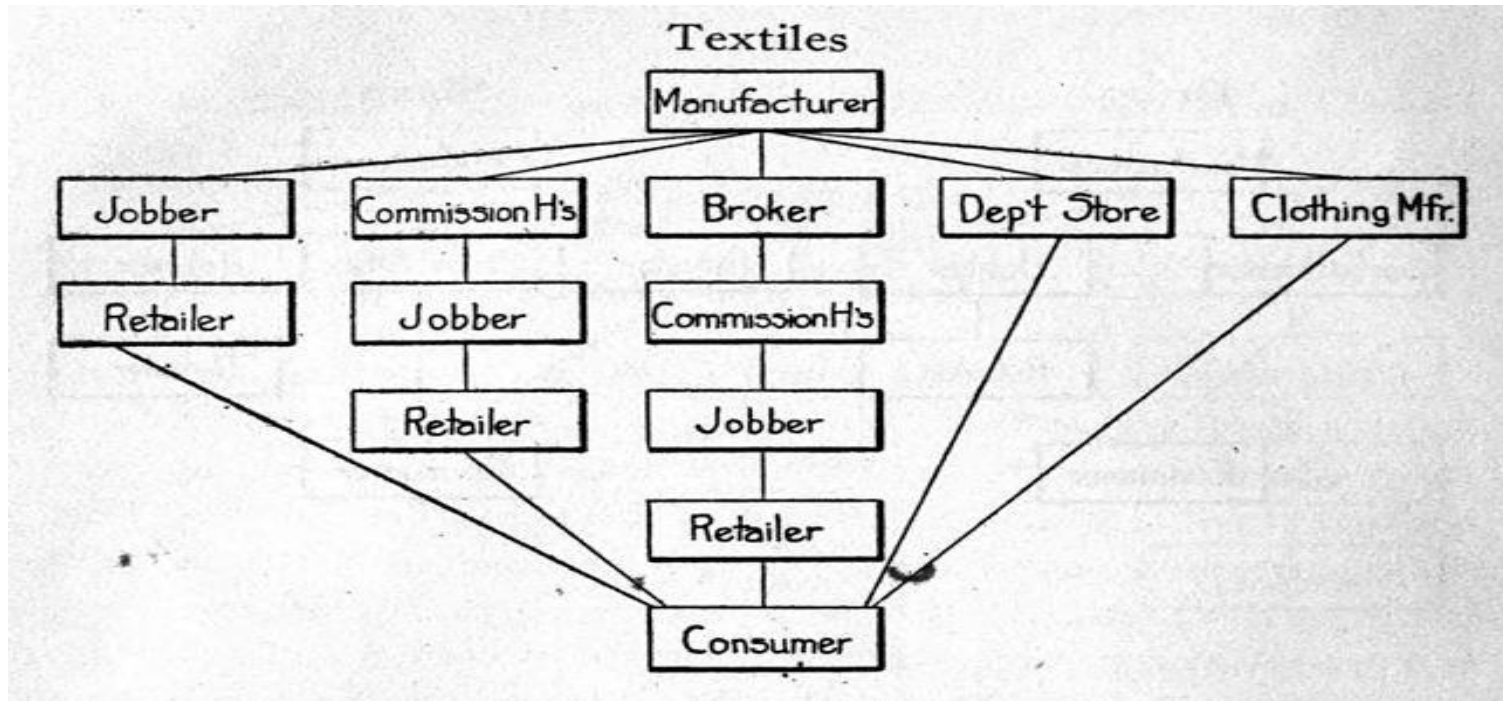 Textiles
Manufacturer
Jobber
Commission H's
Broker
Dep't Store
Clothing Mfr.
Retailer
Jobber
Commission H's
Retailer
Jobber
Retailer
Consumer